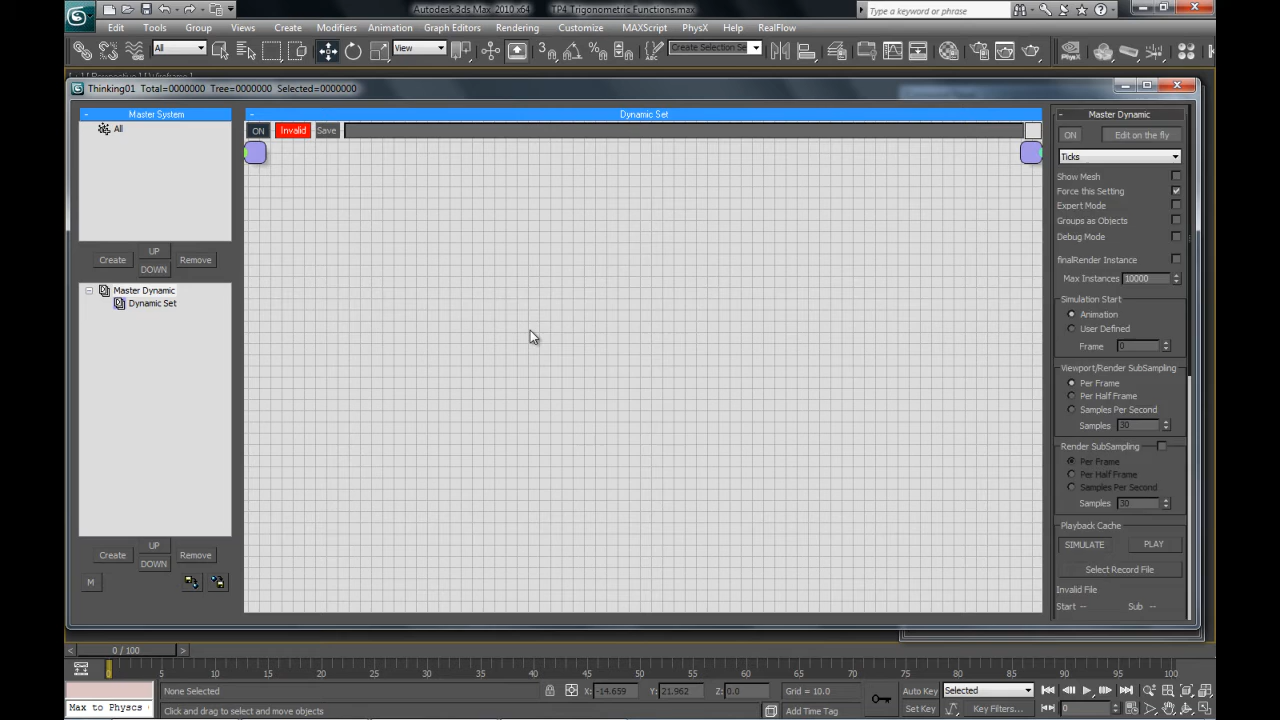 Autodesk 3ds Max 2010 x64 TP4 Trigonometric Functions.max
Type a keyword or phrase
Edit Tools Group Views Create Modifiers Animation Graph Editors Rendering Customize MAXScript PhysX Help RealFlow
All View Create Selection Se PhysX
Thinking01 Total=0000000 Tree=0000000 Selected=0000000
Master System
All
Create UP Remove
DOWN
Master Dynamic
Dynamic Set
Create UP Remove
DOWN
M
Dynamic Set
ON Invalid Save
Master Dynamic
ON Edit on the fly
Ticks
Show Mesh
Force this Setting
Expert Mode
Groups as Objects
Debug Mode
finalRender Instance
Max Instances 10000
Simulation Start
Animation
User Defined
Frame 0
Viewport/Render SubSampling
Per Frame
Per Half Frame
Samples Per Second
Samples 30
Render SubSampling
Per Frame
Per Half Frame
Samples Per Second
Samples 30
Playback Cache
SIMULATE PLAY
Select Record File
Invalid File
Start -- Sub --
< 0 / 100 >
5 10 15 20 25 30 35 40 45 50 55 60 65 70 75 80 85 90 95 100
None Selected X: -14.659 Y: 21.962 Z: 0.0 Grid = 10.0 Auto Key Selected
Max to Physcs Click and drag to select and move objects Add Time Tag Set Key Key Filters... 0